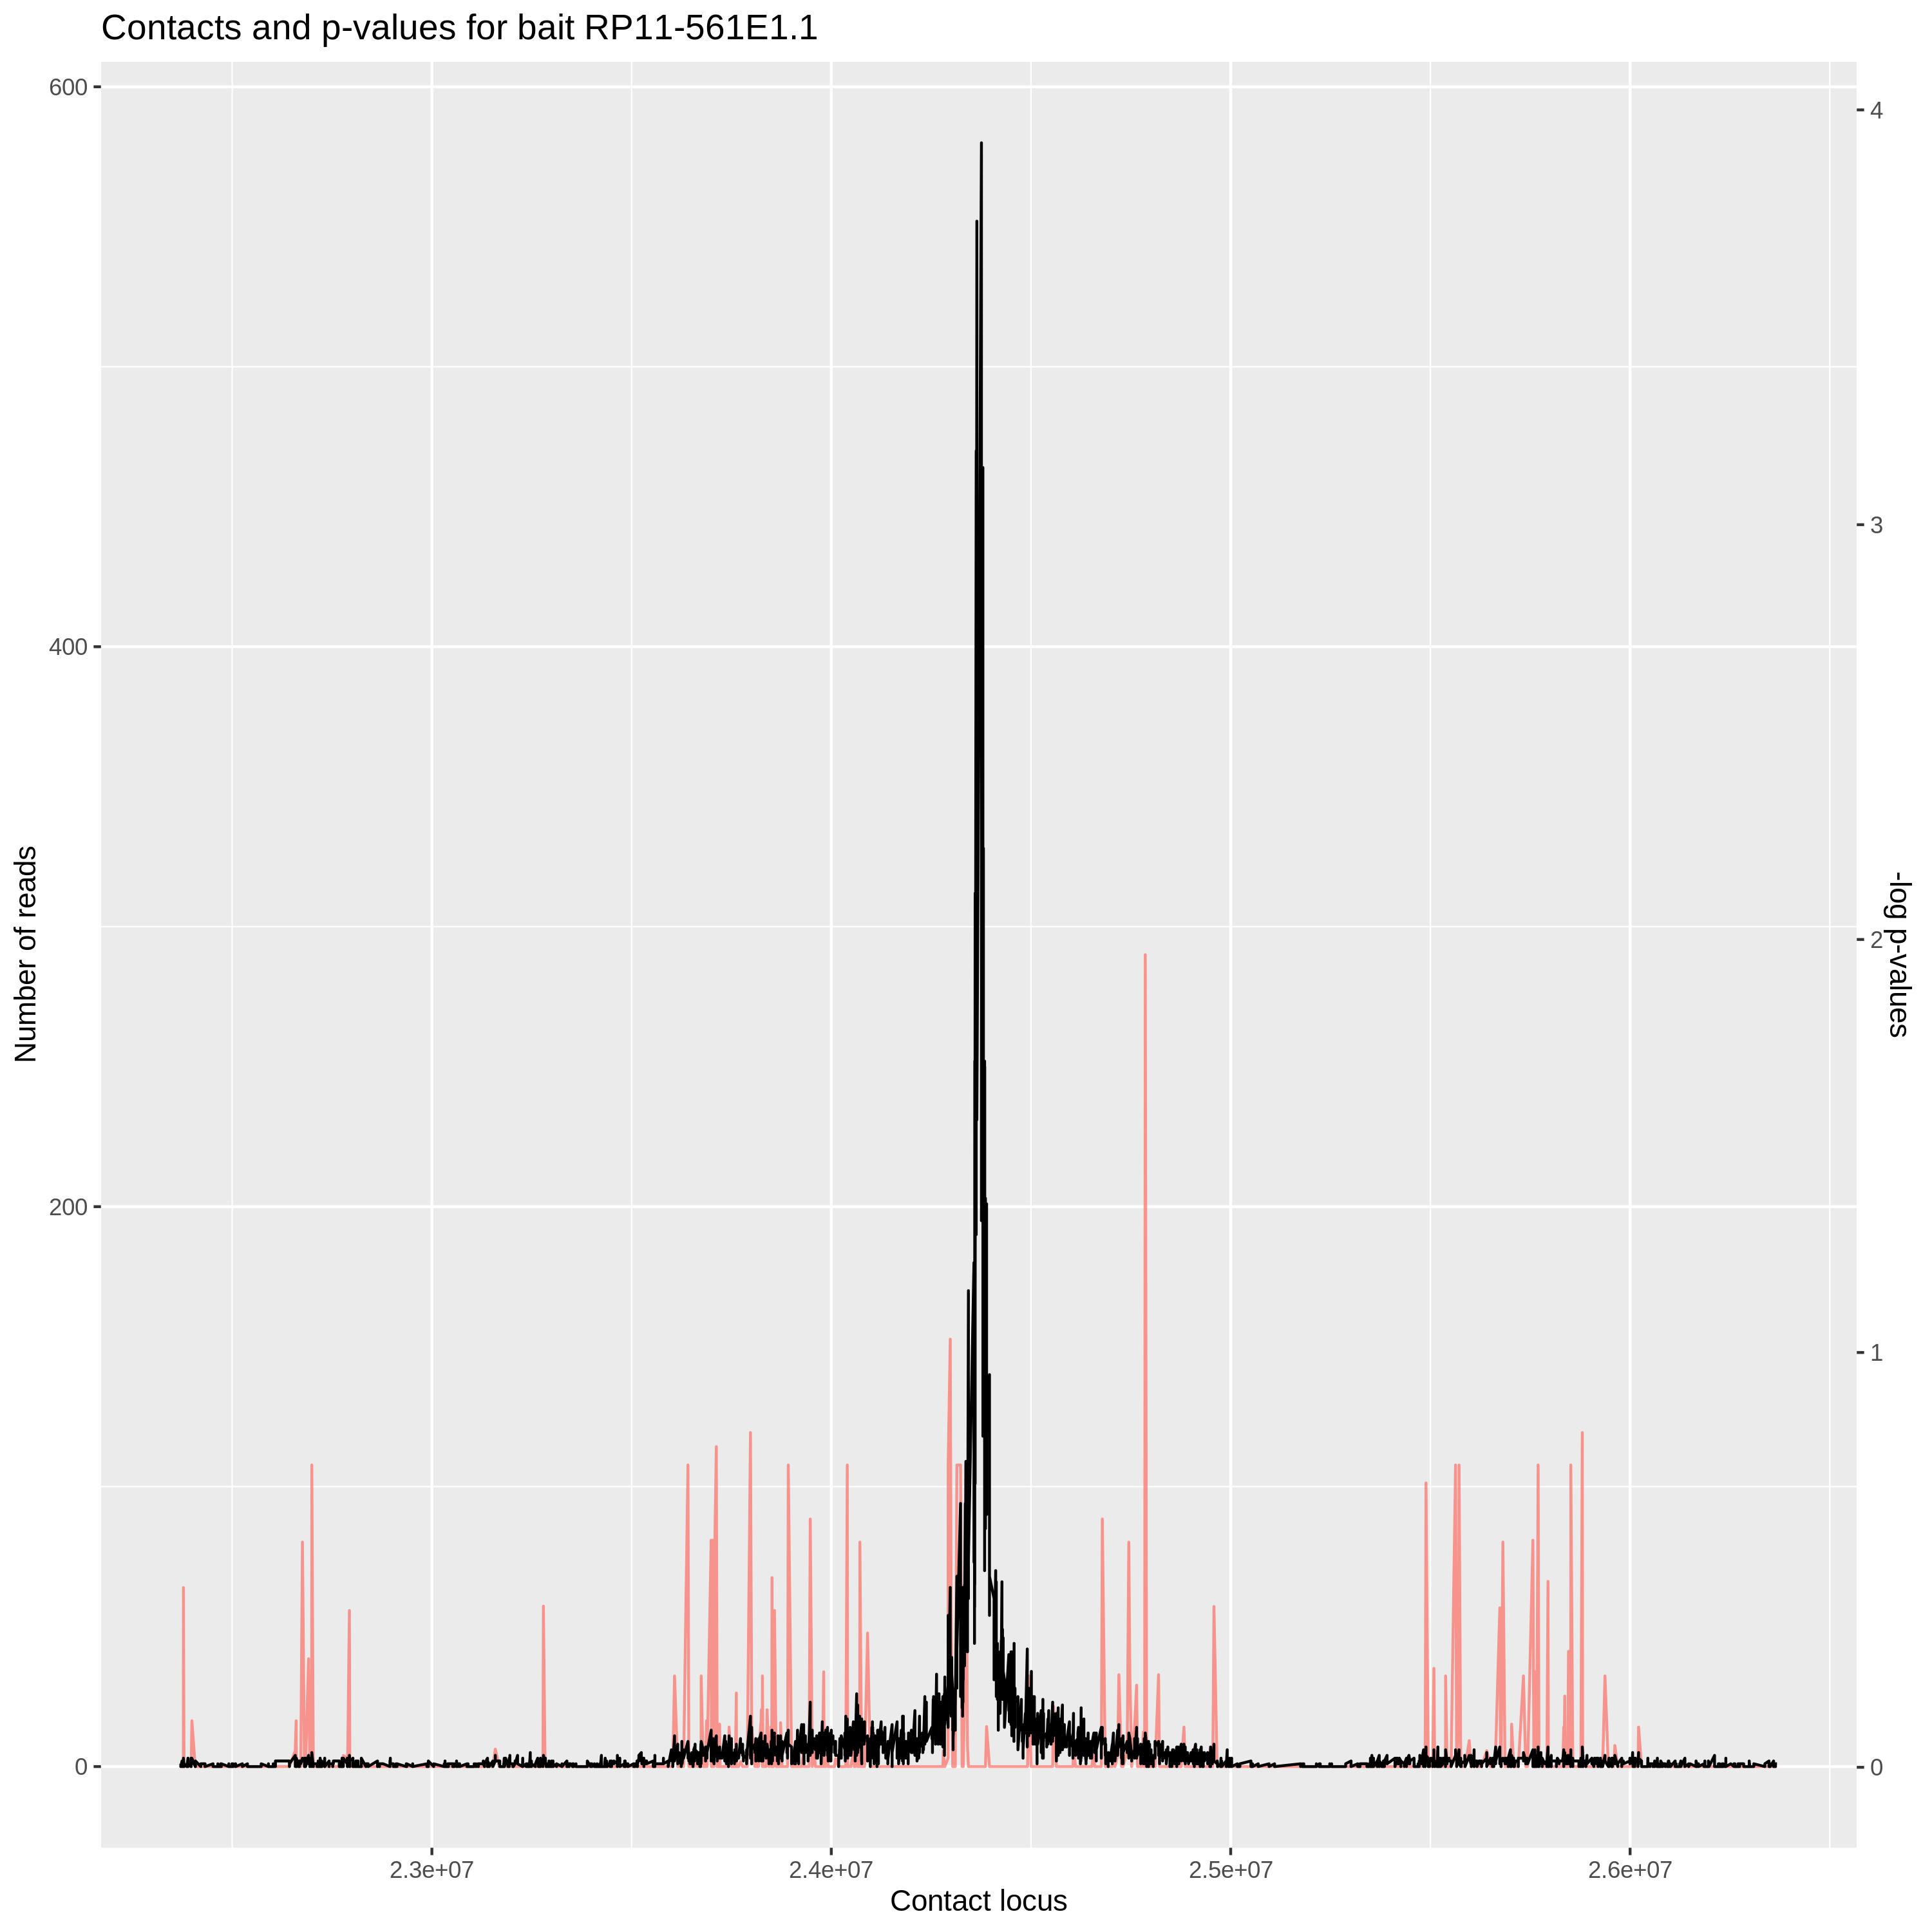 Contacts and p-values for bait RP11-561E1.1
600
400
200
0
Number of reads
4
3
2
1
0
-log p-values
2.3e+07
2.4e+07
2.5e+07
2.6e+07
Contact locus